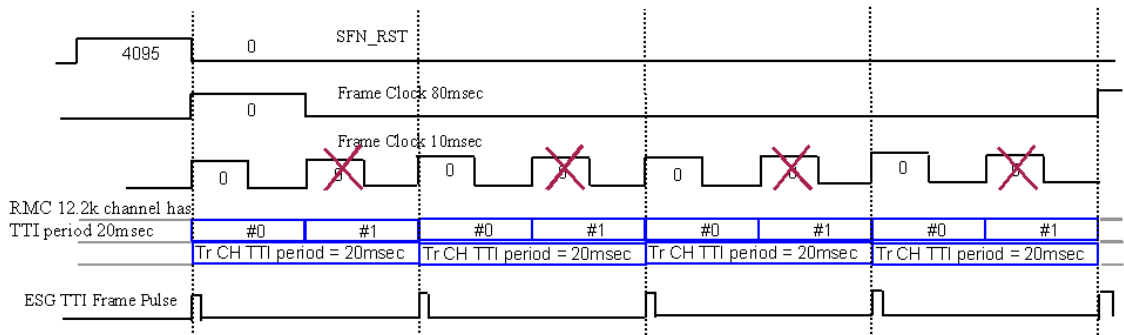 SFN_RST
4095 0
Frame Clock 80msec
0
Frame Clock 10msec
0 0 0 0
RMC 12.2k channel has
TTI period 20msec
#0 #1 #0 #1 #0 #1 #0 #1
Tr CH TTI period = 20msec Tr CH TTI period = 20msec Tr CH TTI period = 20msec Tr CH TTI period = 20msec
ESG TTI Frame Pulse